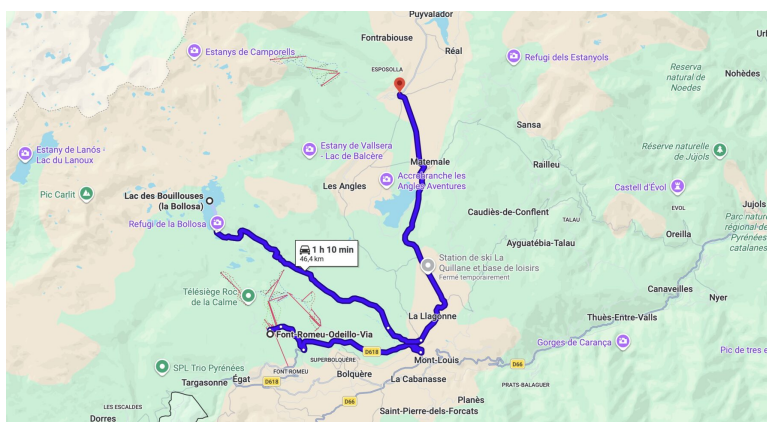 Puyvalador
Fontrabiouse
Réal
Estanys de Camporells
Refugi dels Estanyols
ESPOSOLLA
Reserva
natural de
Noedes
Nohèdes
Sansa
Estany de Vallsera
- Lac de Balcère
Estany de Lanós -
Lac du Lanoux
Matemale
Railleu
Réserve naturelle
de Jujols
Les Angles
Accrobranche les
Angles Aventures
Castell d'Évol
Pic Carlit
Lac des Bouillouses
(la Bollosa)
Refugi de la Bollosa
Caudiès-de-Conflent
TALAU
EVOL
Jujols
Parc nature
régional de
Pyrénées
catalanes
Oreilla
Ayguatébia-Talau
1 h 10 min
46,4 km
Station de ski La
Quillane et base de loisirs
Fermé temporairement
Canaveilles
Nyer
Télésiège Roc
de la Calme
La Llagonne
Thuès-Entre-Valls
Font-Romeu-Odeillo-Via
Gorges de Carança
Pic de tres e
D618
SUPERBOLQUÈRE
Mont-Louis
D66
SPL Trio Pyrénées
FONT-ROMEU
Bolquère
La Cabanasse
Targasonne
Égat
D618
PRATS-BALAGUER
D66
Planès
LES ESCALDES
Dorres
Saint-Pierre-dels-Forcats